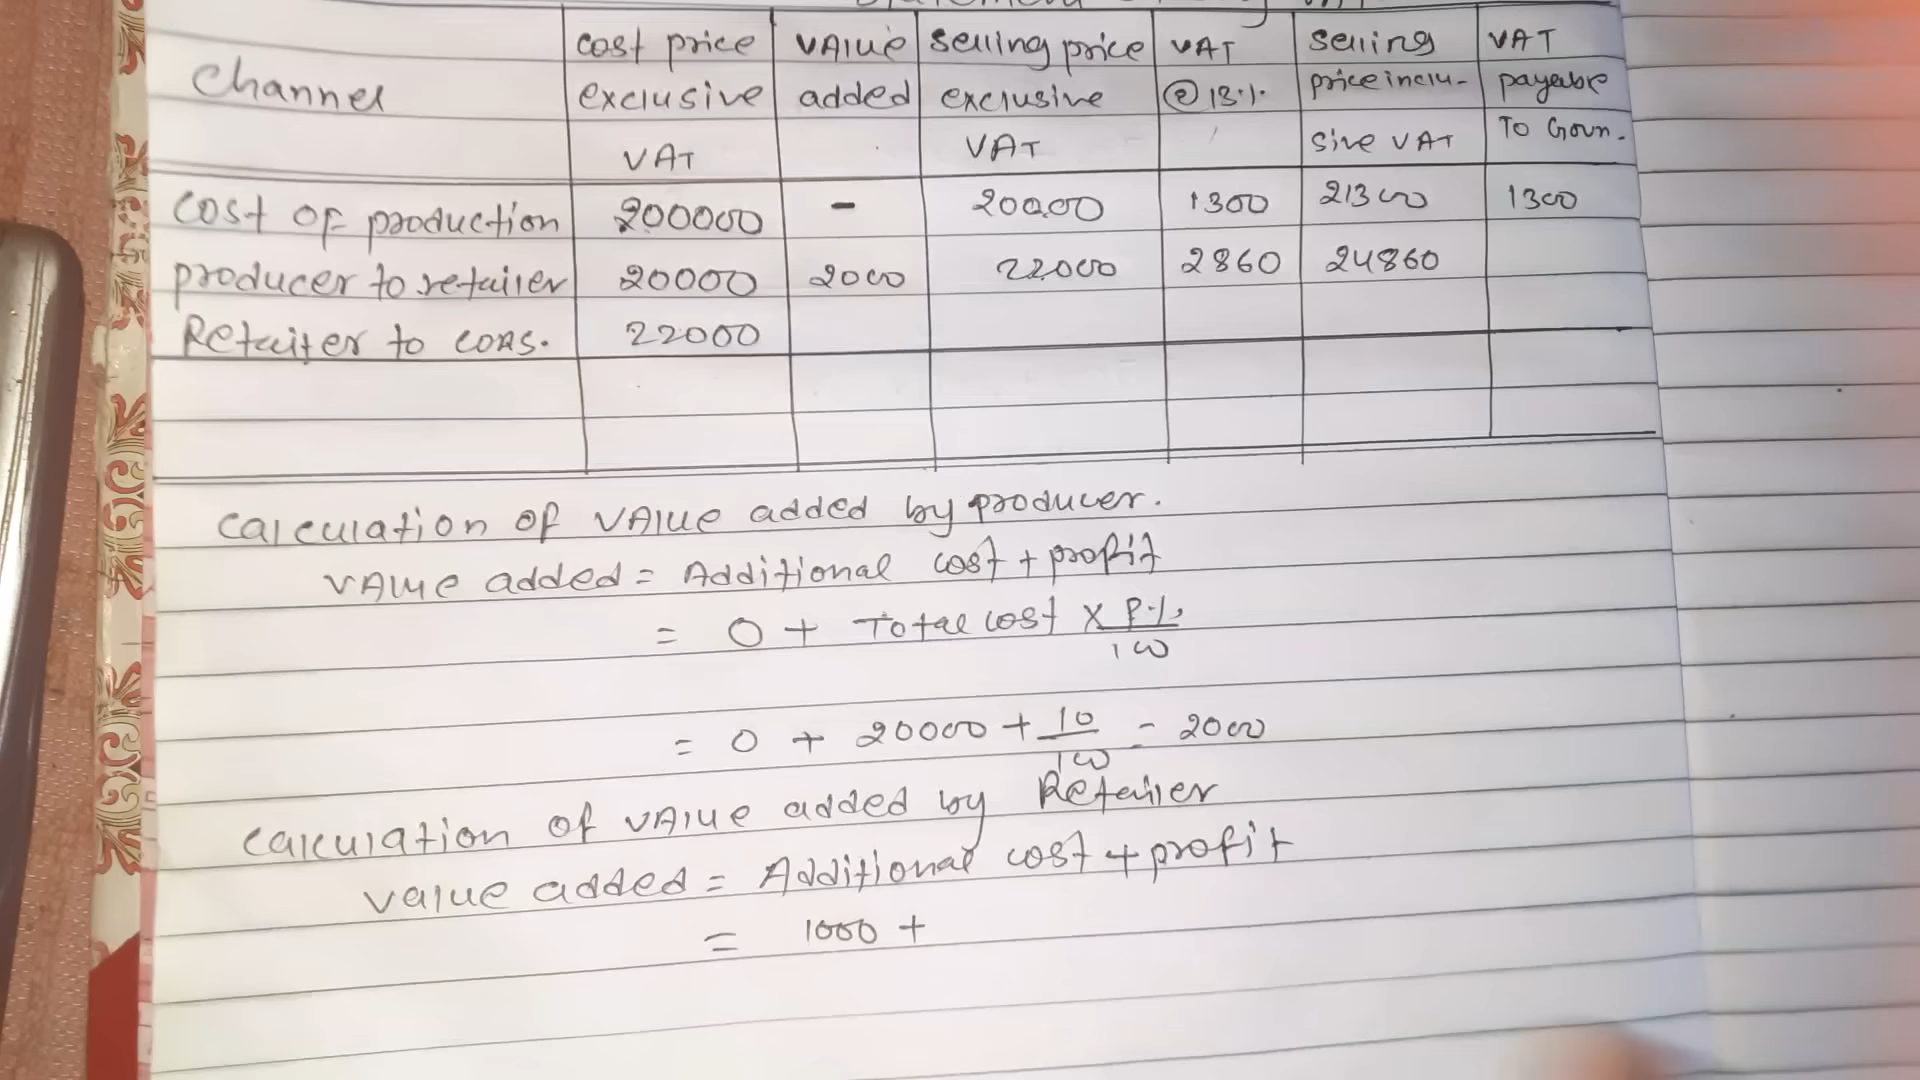 Channel | cost price exclusive VAT | value added | selling price exclusive VAT | VAT @ 13% | selling price inclu-sive VAT | VAT payable To Govn.
cost of production | 200000 | - | 20000 | 1300 | 21300 | 1300
producer to retailer | 20000 | 2000 | 22000 | 2860 | 24860
Retailer to cons. | 22000
Calculation of value added by producer.
value added = Additional cost + profit
= 0 + Total cost x P% / 100
= 0 + 20000 + 10 / 100 = 2000
Calculation of value added by Retailer
value added = Additional cost + profit
= 1000 +